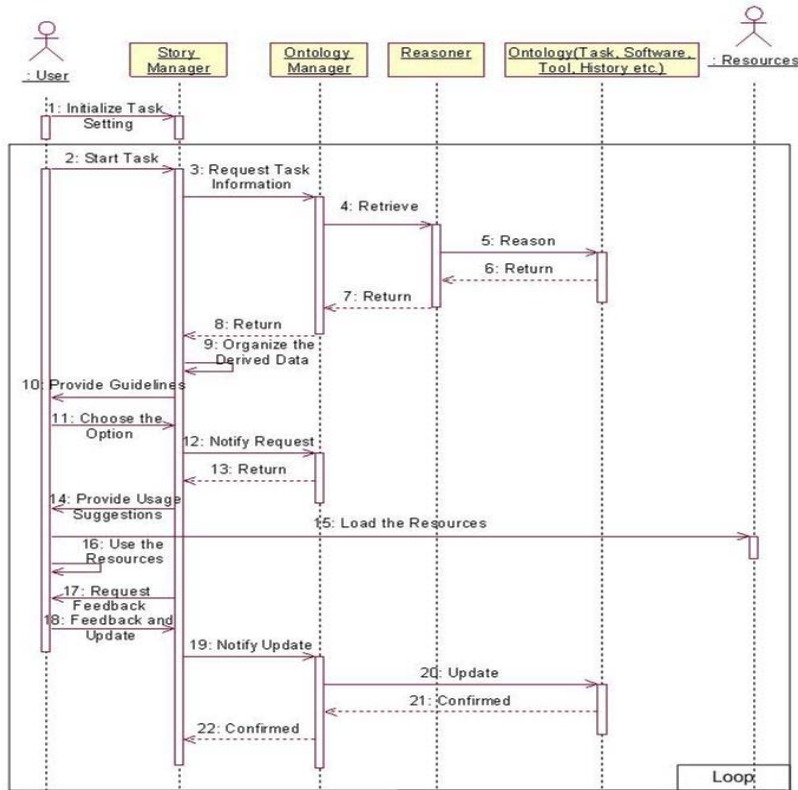 : User
Story
Manager
Ontology
Manager
Reasoner
Ontology(Task, Software,
Tool, History etc.)
: Resources
1: Initialize Task
Setting
2: Start Task
3: Request Task
Information
4: Retrieve
5: Reason
6: Return
7: Return
8: Return
9: Organize the
Derived Data
10: Provide Guidelines
11: Choose the
Option
12: Notify Request
13: Return
14: Provide Usage
Suggestions
15: Load the Resources
16: Use the
Resources
17: Request
Feedback
18: Feedback and
Update
19: Notify Update
20: Update
21: Confirmed
22: Confirmed
Loop